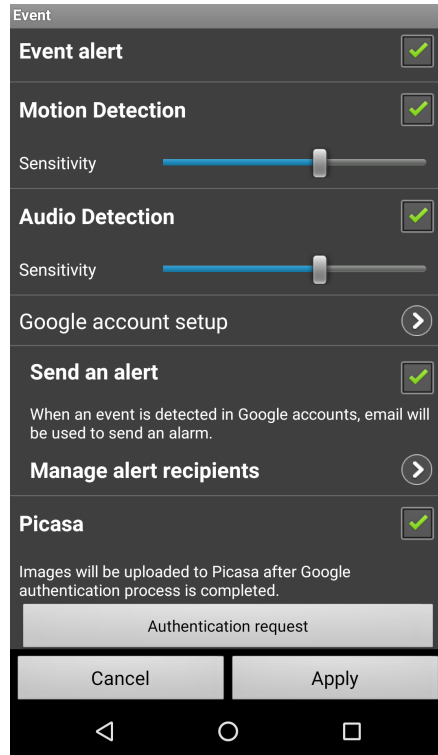 Event
Event alert
Motion Detection
Sensitivity
Audio Detection
Sensitivity
Google account setup
Send an alert
When an event is detected in Google accounts, email will
be used to send an alarm.
Manage alert recipients
Picasa
Images will be uploaded to Picasa after Google
authentication process is completed.
Authentication request
Cancel
Apply